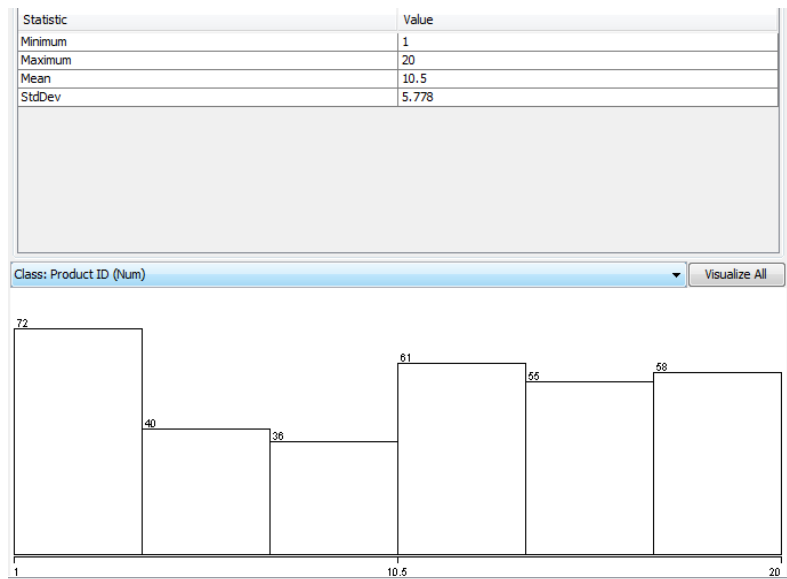 Statistic Value
Minimum 1
Maximum 20
Mean 10.5
StdDev 5.778
Class: Product ID (Num) Visualize All
72
61
58
55
40
36
1 10.5 20